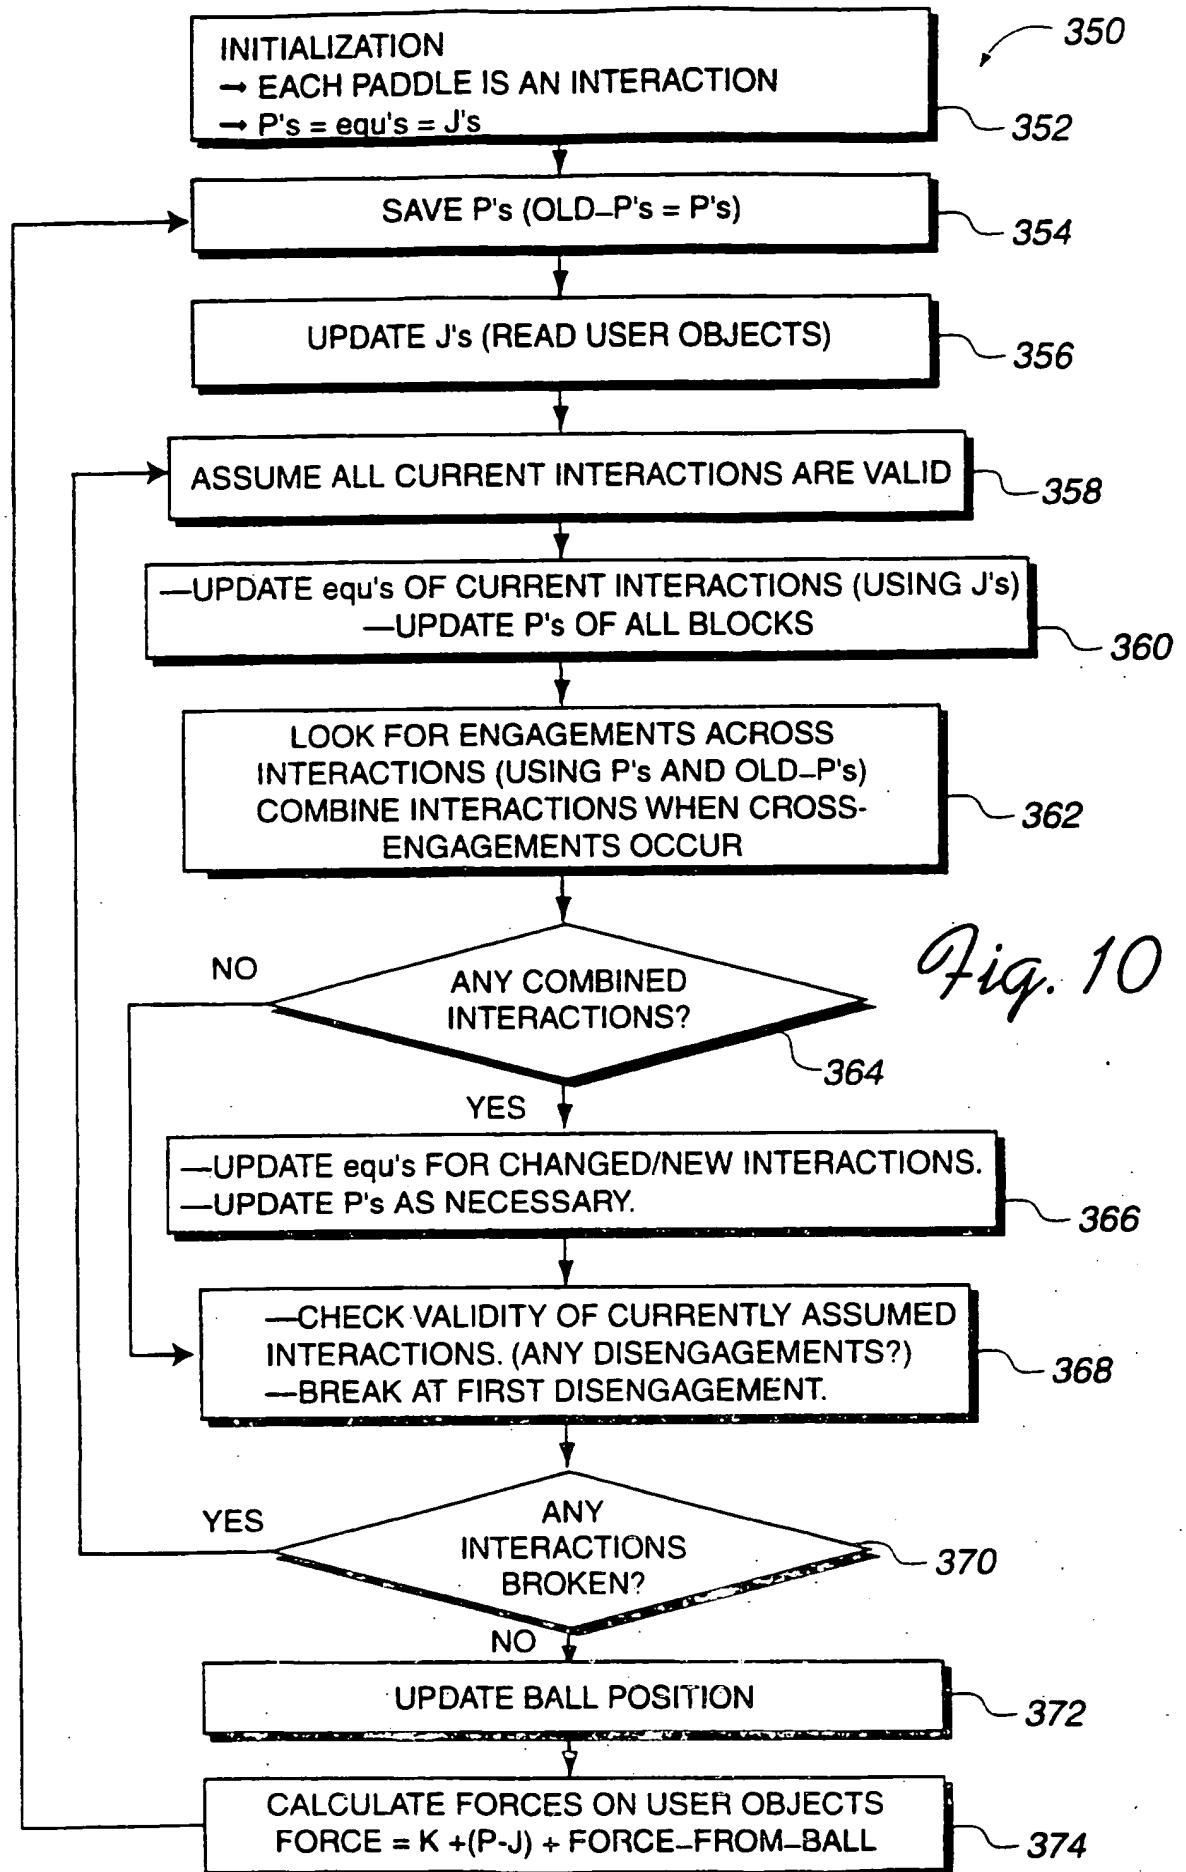 350
INITIALIZATION
→ EACH PADDLE IS AN INTERACTION
→ P's = equ's = J's
352
SAVE P's (OLD–P's = P's)
354
UPDATE J's (READ USER OBJECTS)
356
ASSUME ALL CURRENT INTERACTIONS ARE VALID
358
—UPDATE equ's OF CURRENT INTERACTIONS (USING J's)
—UPDATE P's OF ALL BLOCKS
360
LOOK FOR ENGAGEMENTS ACROSS
INTERACTIONS (USING P's AND OLD–P's)
COMBINE INTERACTIONS WHEN CROSS-
ENGAGEMENTS OCCUR
362
Fig. 10
NO
ANY COMBINED
INTERACTIONS?
364
YES
—UPDATE equ's FOR CHANGED/NEW INTERACTIONS.
—UPDATE P's AS NECESSARY.
366
—CHECK VALIDITY OF CURRENTLY ASSUMED
INTERACTIONS. (ANY DISENGAGEMENTS?)
—BREAK AT FIRST DISENGAGEMENT.
368
YES
ANY
INTERACTIONS
BROKEN?
370
NO
UPDATE BALL POSITION
372
CALCULATE FORCES ON USER OBJECTS
FORCE = K +(P-J) + FORCE–FROM–BALL
374